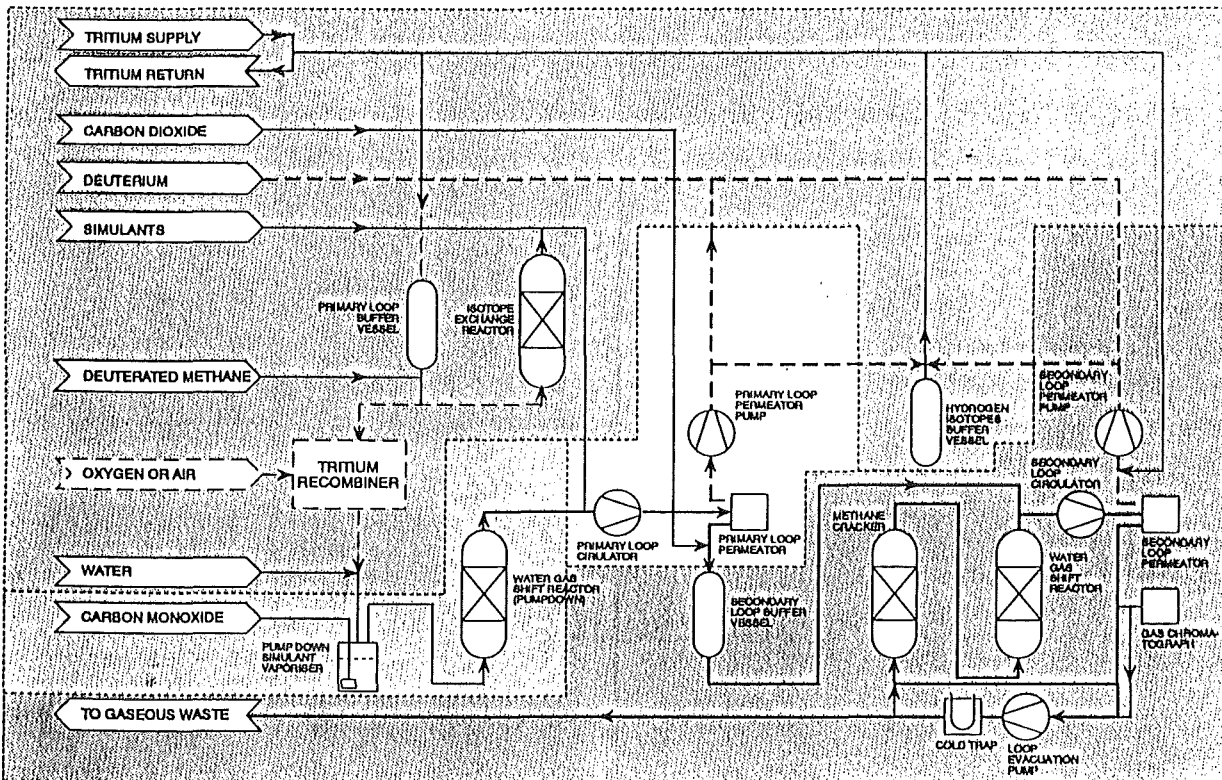 TRITIUM SUPPLY
TRITIUM RETURN
CARBON DIOXIDE
DEUTERIUM
SIMULANTS
PRIMARY LOOP
BUFFER
VESSEL
ISOTOPE
EXCHANGE
REACTOR
DEUTERATED METHANE
PRIMARY LOOP
PERMEATOR
PUMP
HYDROGEN
ISOTOPES
BUFFER
VESSEL
SECONDARY
LOOP
PERMEATOR
PUMP
OXYGEN OR AIR
TRITIUM
RECOMBINER
SECONDARY
LOOP
CIROULATOR
METHANE
CRACKER
PRIMARY LOOP
CIRULATOR
PRIMARY LOOP
PERMEATOR
SECONDARY
LOOP
PERMEATOR
WATER
WATER GAS
SHIFT REACTOR
(PUMPDOWN)
SECONDARY
LOOP BUFFER
VESSEL
WATER
GAS
SHIFT
REACTOR
CARBON MONOXIDE
PUMP DOWN
SIMULANT
VAPORISER
GAS CHROMA-
TOGRAPH
TO GASEOUS WASTE
COLD TRAP
LOOP
EVACUATION
PUMP